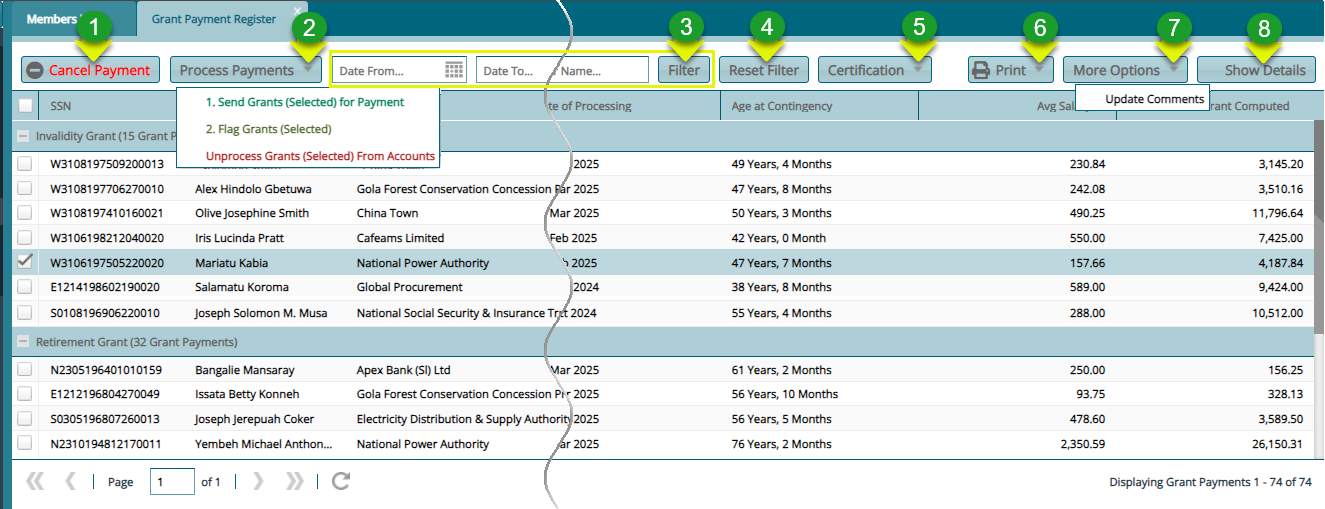 Members
Grant Payment Register
1 2 3 4 5 6 7 8
Cancel Payment Process Payments Date From... Date To... Name... Filter Reset Filter Certification Print More Options Show Details
1. Send Grants (Selected) for Payment
2. Flag Grants (Selected)
Unprocess Grants (Selected) From Accounts
Update Comments
SSN te of Processing Age at Contingency Avg Sal rant Computed
Invalidity Grant (15 Grant P
W3108197509200013 2025 49 Years, 4 Months 230.84 3,145.20
W3108197706270010 Alex Hindolo Gbetuwa Gola Forest Conservation Concession ar 2025 47 Years, 8 Months 242.08 3,510.16
W3108197410160021 Olive Josephine Smith China Town Mar 2025 50 Years, 3 Months 490.25 11,796.64
W3106198212040020 Iris Lucinda Pratt Cafeams Limited Feb 2025 42 Years, 0 Month 550.00 7,425.00
W3106197505220020 Mariatu Kabia National Power Authority 2025 47 Years, 7 Months 157.66 4,187.84
E1214198602190020 Salamatu Koroma Global Procurement 2024 38 Years, 8 Months 589.00 9,424.00
S0108196906220010 Joseph Solomon M. Musa National Social Security & Insurance 2024 55 Years, 4 Months 288.00 10,512.00
Retirement Grant (32 Grant Payments)
N2305196401010159 Bangalie Mansaray Apex Bank (Sl) Ltd Mar 2025 61 Years, 2 Months 250.00 156.25
E1212196804270049 Issata Betty Konneh Gola Forest Conservation Concession r 2025 56 Years, 10 Months 93.75 328.13
S0305196807260013 Joseph Jerepuah Coker Electricity Distribution & Supply Authority 2025 56 Years, 5 Months 478.60 3,589.50
N2310194812170011 Yembeh Michael Anthon... National Power Authority ar 2025 76 Years, 2 Months 2,350.59 26,150.31
Page 1 of 1 Displaying Grant Payments 1 - 74 of 74